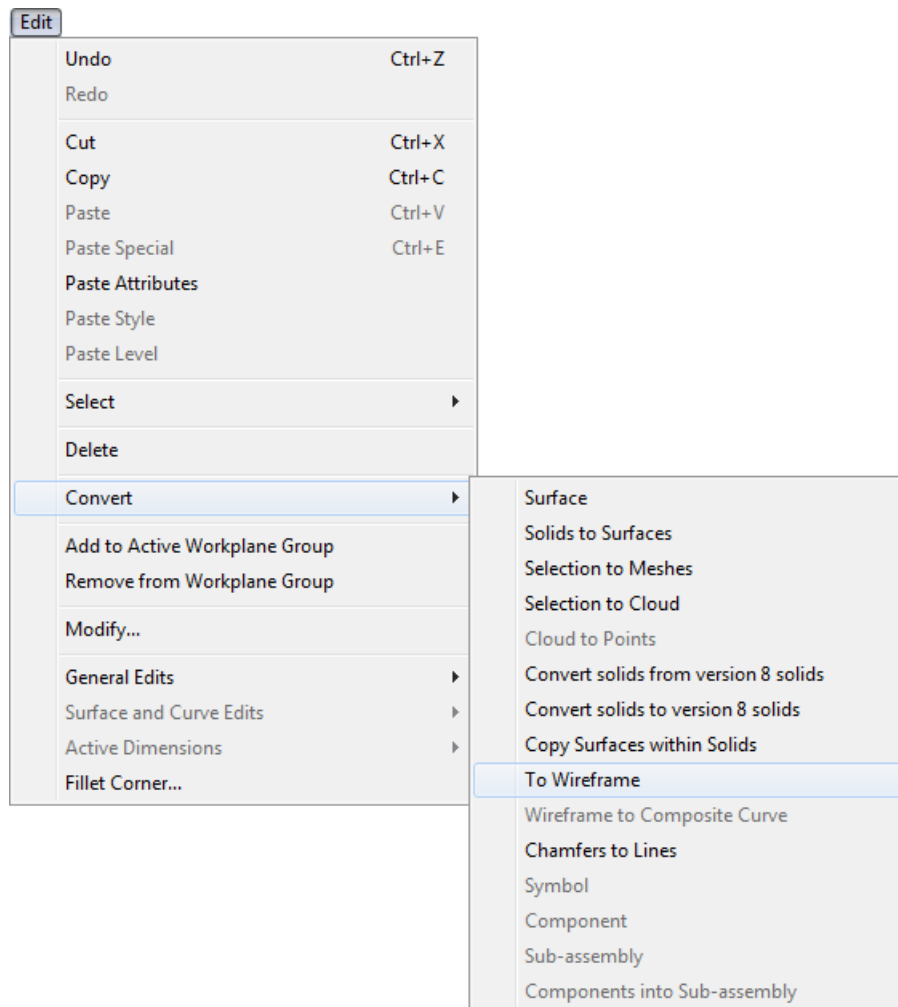 Edit
Undo Ctrl+Z
Redo
Cut Ctrl+X
Copy Ctrl+C
Paste Ctrl+V
Paste Special Ctrl+E
Paste Attributes
Paste Style
Paste Level
Select
Delete
Convert
Add to Active Workplane Group
Remove from Workplane Group
Modify...
General Edits
Surface and Curve Edits
Active Dimensions
Fillet Corner...
Surface
Solids to Surfaces
Selection to Meshes
Selection to Cloud
Cloud to Points
Convert solids from version 8 solids
Convert solids to version 8 solids
Copy Surfaces within Solids
To Wireframe
Wireframe to Composite Curve
Chamfers to Lines
Symbol
Component
Sub-assembly
Components into Sub-assembly